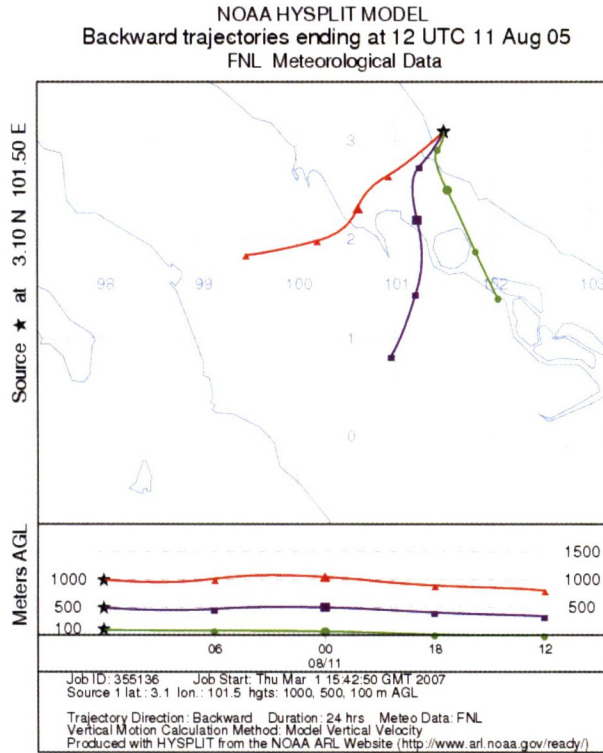 NOAA HYSPLIT MODEL
Backward trajectories ending at 12 UTC 11 Aug 05
FNL Meteorological Data
Source ★ at 3.10 N 101.50 E
3
2
98 99 100 101 102 103
1
0
Meters AGL
1500
1000 1000
500 500
100
06 00 18 12
08/11
Job ID: 355136 Job Start: Thu Mar 1 15:42:50 GMT 2007
Source 1 lat.: 3.1 lon.: 101.5 hgts: 1000, 500, 100 m AGL
Trajectory Direction: Backward Duration: 24 hrs Meteo Data: FNL
Vertical Motion Calculation Method: Model Vertical Velocity
Produced with HYSPLIT from the NOAA ARL Website (http://www.arl.noaa.gov/ready/)